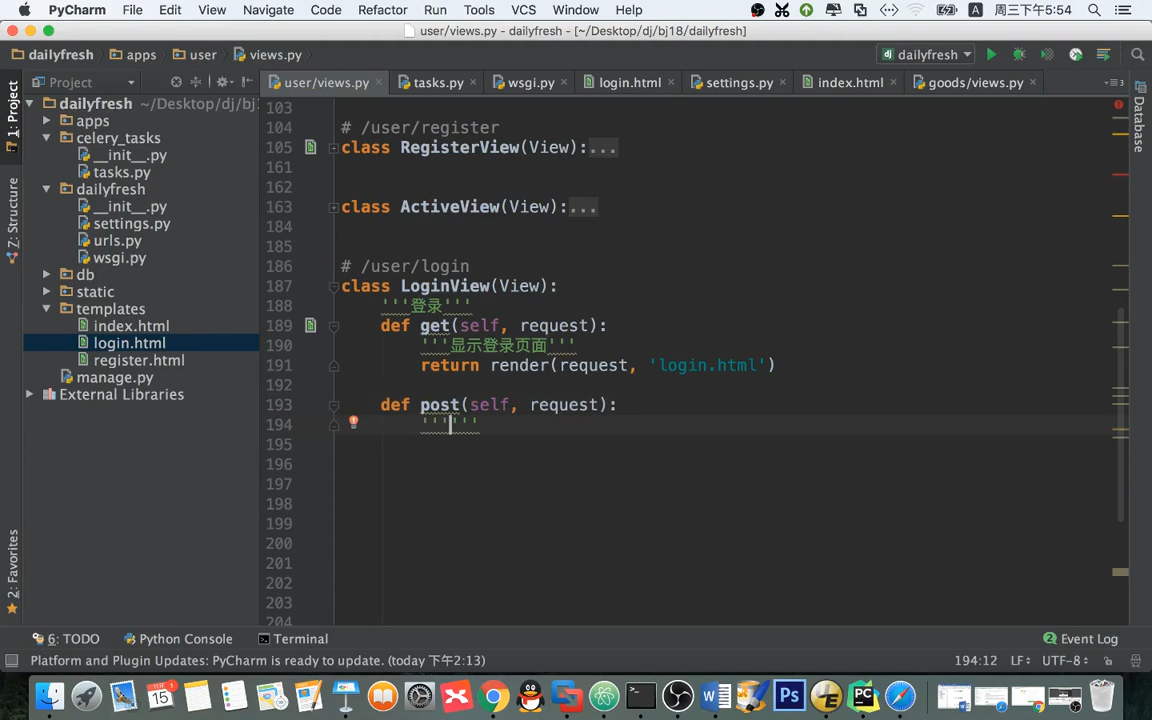 PyCharm File Edit View Navigate Code Refactor Run Tools VCS Window Help 周三下午5:54
user/views.py - dailyfresh - [~/Desktop/dj/bj18/dailyfresh]
dailyfresh apps user views.py dailyfresh
Project user/views.py tasks.py wsgi.py login.html settings.py index.html goods/views.py
dailyfresh ~/Desktop/dj/bj
apps
celery_tasks
__init__.py
tasks.py
dailyfresh
__init__.py
settings.py
urls.py
wsgi.py
db
static
templates
index.html
login.html
register.html
manage.py
External Libraries
1: Project
7: Structure
2: Favorites
Database
103
104 # /user/register
105 class RegisterView(View):...
161
162
163 class ActiveView(View):...
184
185
186 # /user/login
187 class LoginView(View):
188 '''登录'''
189 def get(self, request):
190 '''显示登录页面'''
191 return render(request, 'login.html')
192
193 def post(self, request):
194 ''''''
195
196
197
198
199
200
201
202
203
204
6: TODO Python Console Terminal 2 Event Log
Platform and Plugin Updates: PyCharm is ready to update. (today 下午2:13) 194:12 LF UTF-8